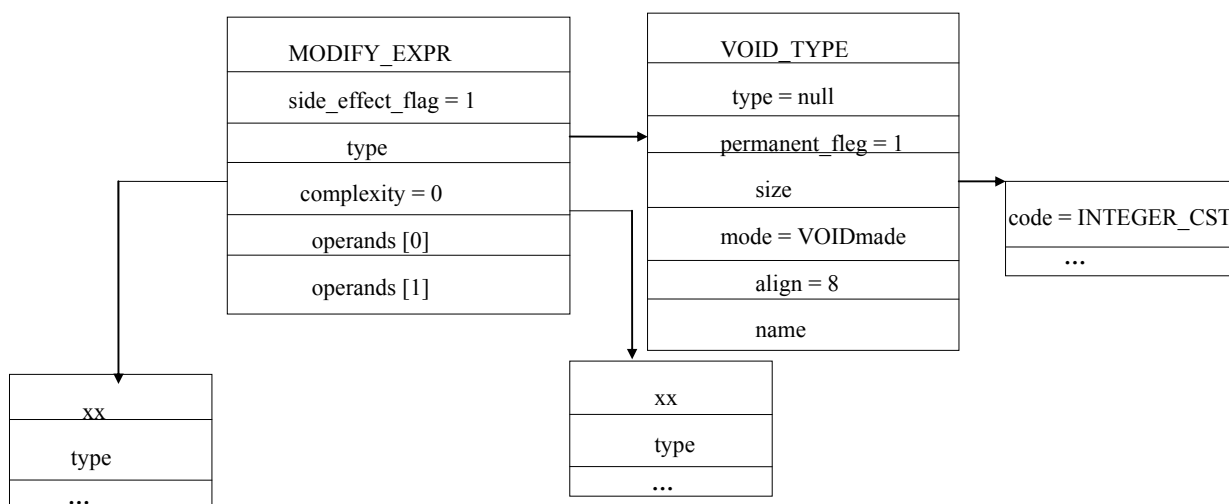 MODIFY_EXPR
side_effect_flag = 1
type
complexity = 0
operands [0]
operands [1]
VOID_TYPE
type = null
permanent_fleg = 1
size
mode = VOIDmade
align = 8
name
code = INTEGER_CST
...
xx
type
...
xx
type
...